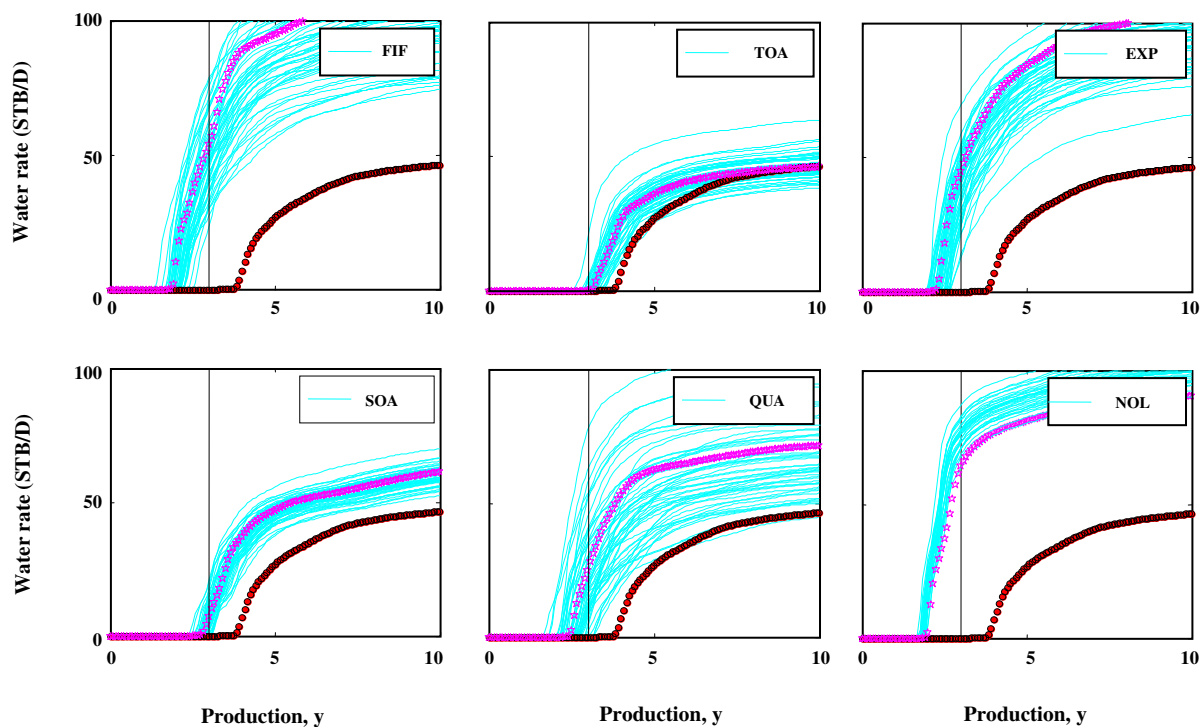 100
50
0
Water rate (STB/D)
FIF
0 5 10
TOA
0 5 10
EXP
0 5 10
100
50
0
Water rate (STB/D)
SOA
0 5 10
QUA
0 5 10
NOL
0 5 10
Production, y
Production, y
Production, y